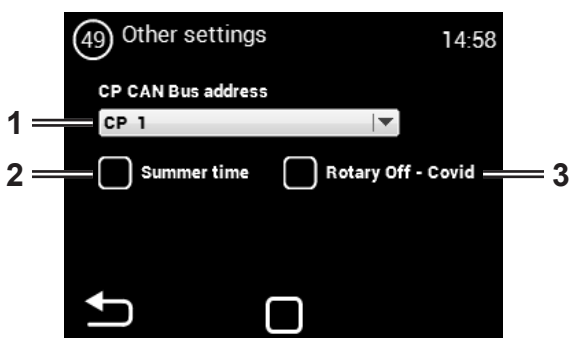 49 Other settings 14:58
CP CAN Bus address
1 CP 1
2 Summer time Rotary Off - Covid 3